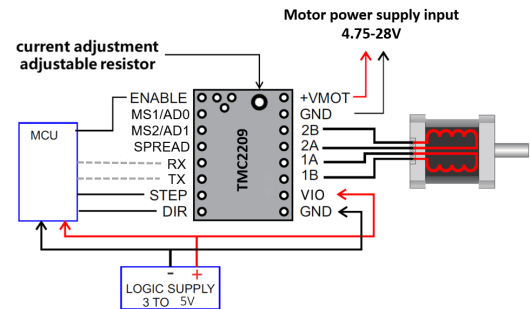 Motor power supply input
4.75-28V
current adjustment
adjustable resistor
ENABLE
MS1/AD0
MS2/AD1
SPREAD
RX
TX
STEP
DIR
MCU
TMC2209
+VMOT
GND
2B
2A
1A
1B
VIO
GND
- +
LOGIC SUPPLY
3 TO 5V